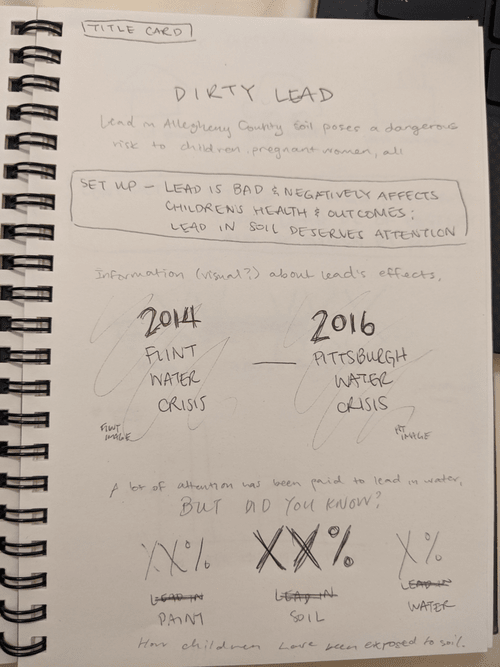 TITLE CARD
DIRTY LEAD
Lead in Allegheny County Soil poses a dangerous
risk to children, pregnant women, all
SET UP - LEAD IS BAD & NEGATIVELY AFFECTS
CHILDREN'S HEALTH & OUTCOMES;
LEAD IN SOIL DESERVES ATTENTION
Information (visual?) about lead's effects.
2014 — 2016
FLINT PITTSBURGH
WATER WATER
CRISIS CRISIS
FLINT IMAGE
IMAGE
A lot of attention has been paid to lead in water,
BUT DID YOU KNOW?
XX% XX% X%
LEAD IN LEAD IN LEAD IN
PAINT SOIL WATER
How children have been exposed to soil.